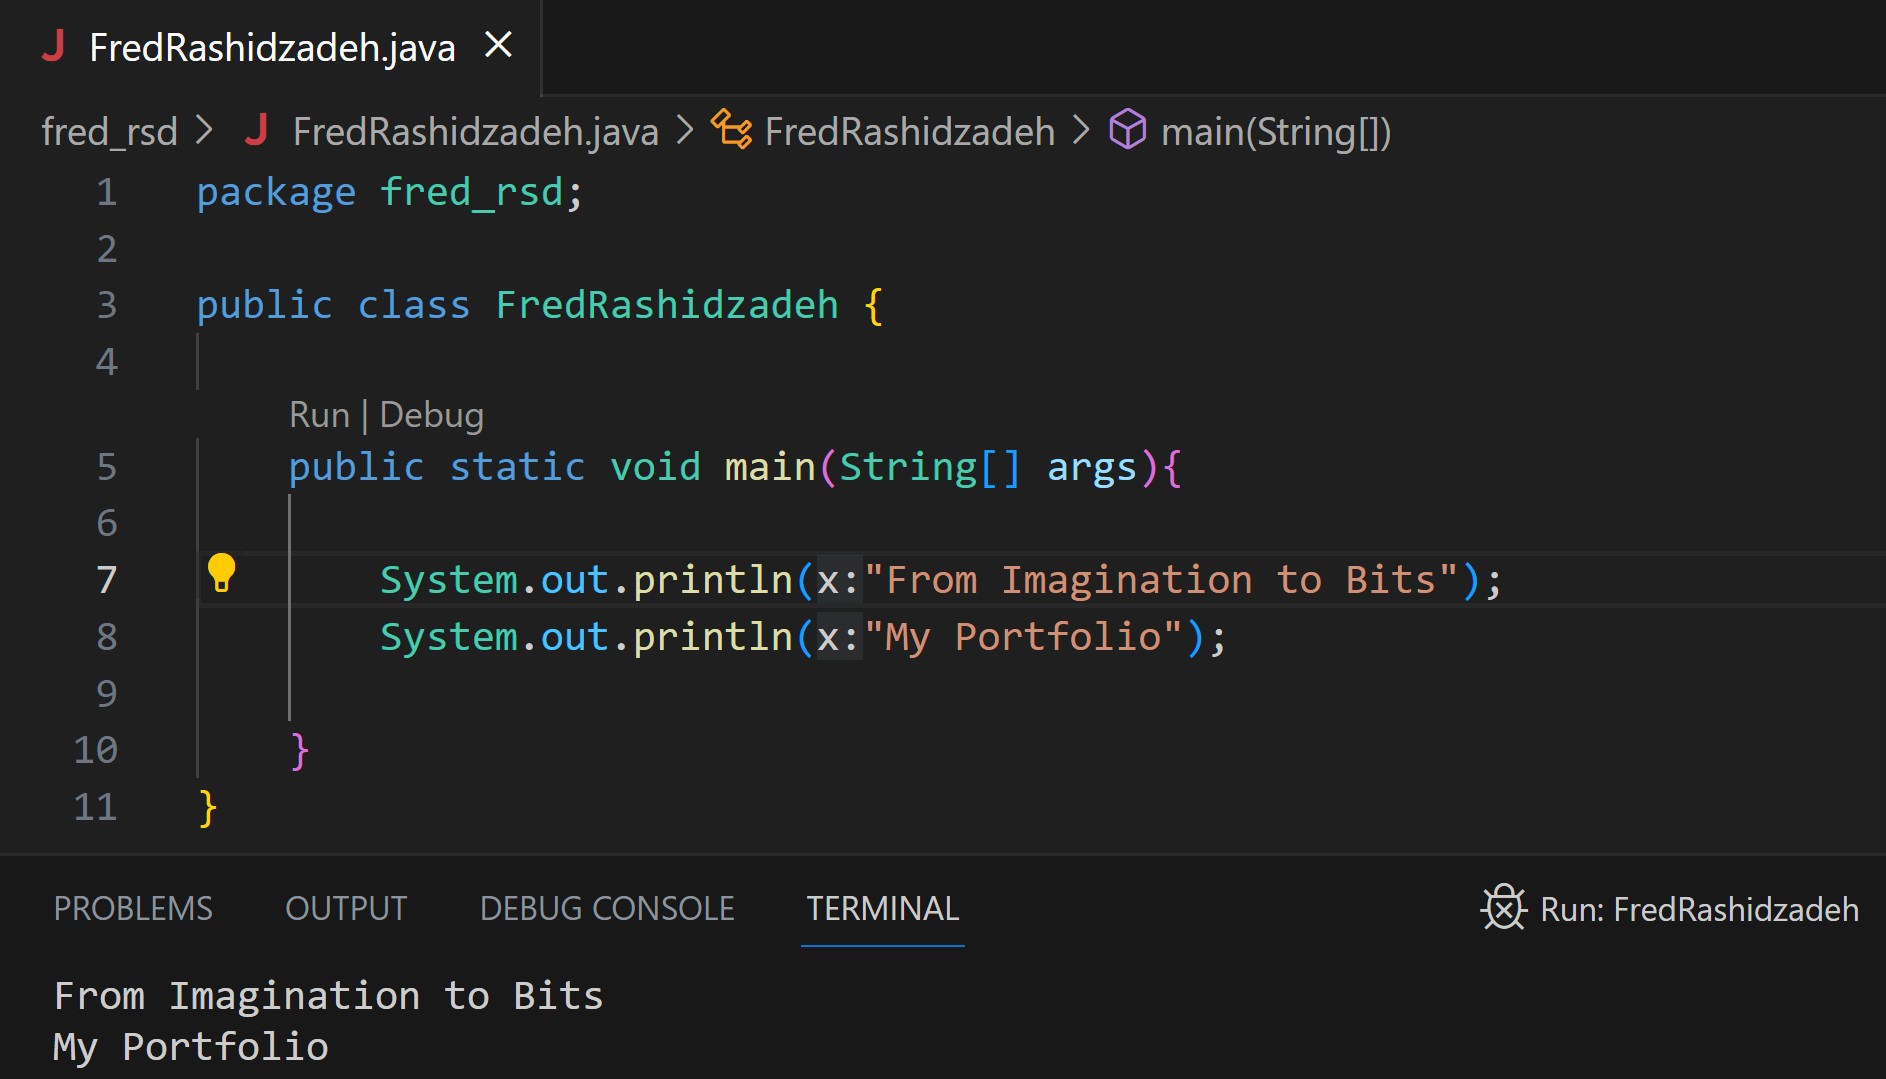 FredRashidzadeh.java
fred_rsd > FredRashidzadeh.java > FredRashidzadeh > main(String[])
1 package fred_rsd;
2
3 public class FredRashidzadeh {
4
Run | Debug
5 public static void main(String[] args){
6
7 System.out.println(x:"From Imagination to Bits");
8 System.out.println(x:"My Portfolio");
9
10 }
11 }
PROBLEMS OUTPUT DEBUG CONSOLE TERMINAL Run: FredRashidzadeh
From Imagination to Bits
My Portfolio